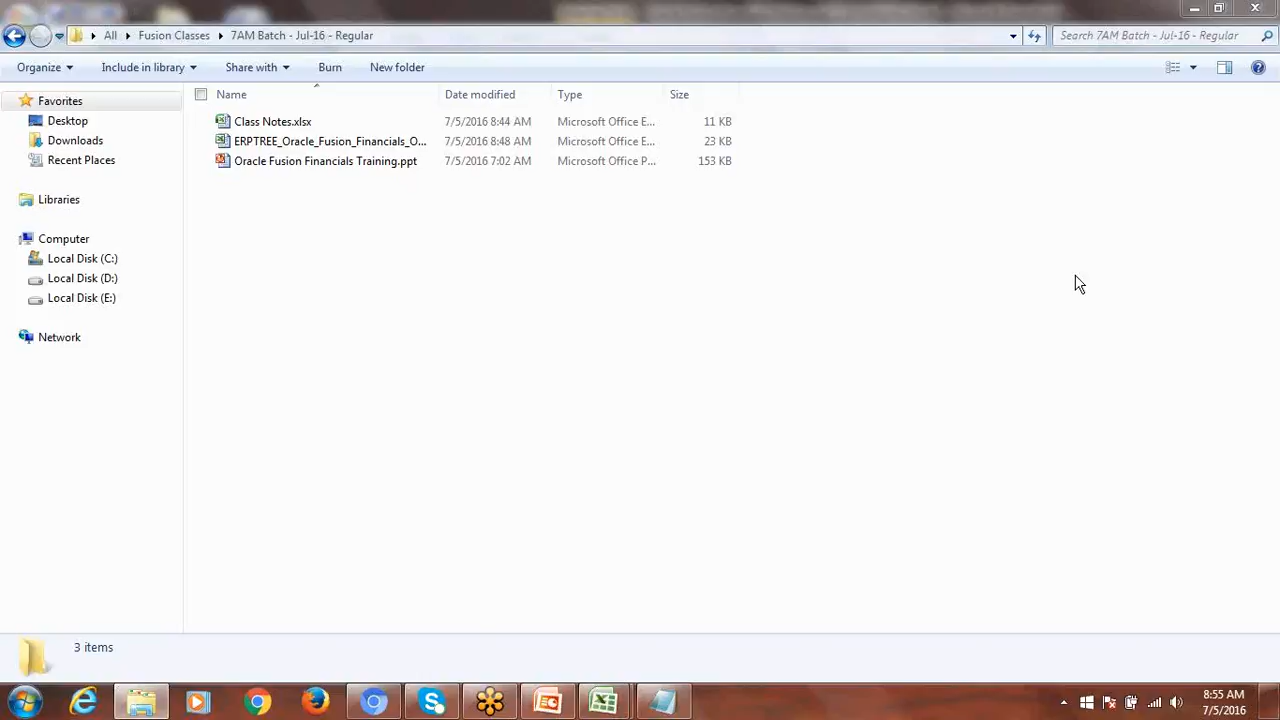 All ▸ Fusion Classes ▸ 7AM Batch - Jul-16 - Regular
Search 7AM Batch - Jul-16 - Regular
Organize Include in library Share with Burn New folder
Name Date modified Type Size
Favorites
Desktop
Downloads
Recent Places
Libraries
Computer
Local Disk (C:)
Local Disk (D:)
Local Disk (E:)
Network
Class Notes.xlsx 7/5/2016 8:44 AM Microsoft Office E... 11 KB
ERPTREE_Oracle_Fusion_Financials_O... 7/5/2016 8:48 AM Microsoft Office E... 23 KB
Oracle Fusion Financials Training.ppt 7/5/2016 7:02 AM Microsoft Office P... 153 KB
3 items
8:55 AM
7/5/2016